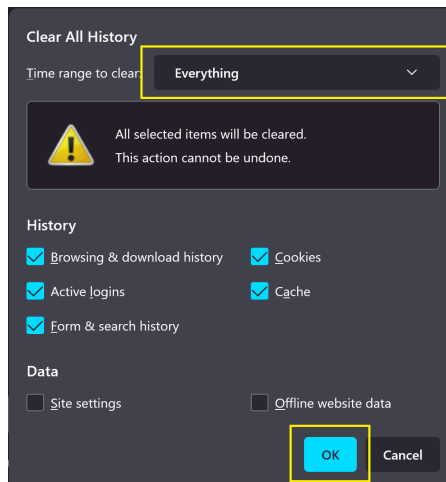 Clear All History
Time range to clear: Everything
All selected items will be cleared.
This action cannot be undone.
History
Browsing & download history Cookies
Active logins Cache
Form & search history
Data
Site settings Offline website data
OK Cancel